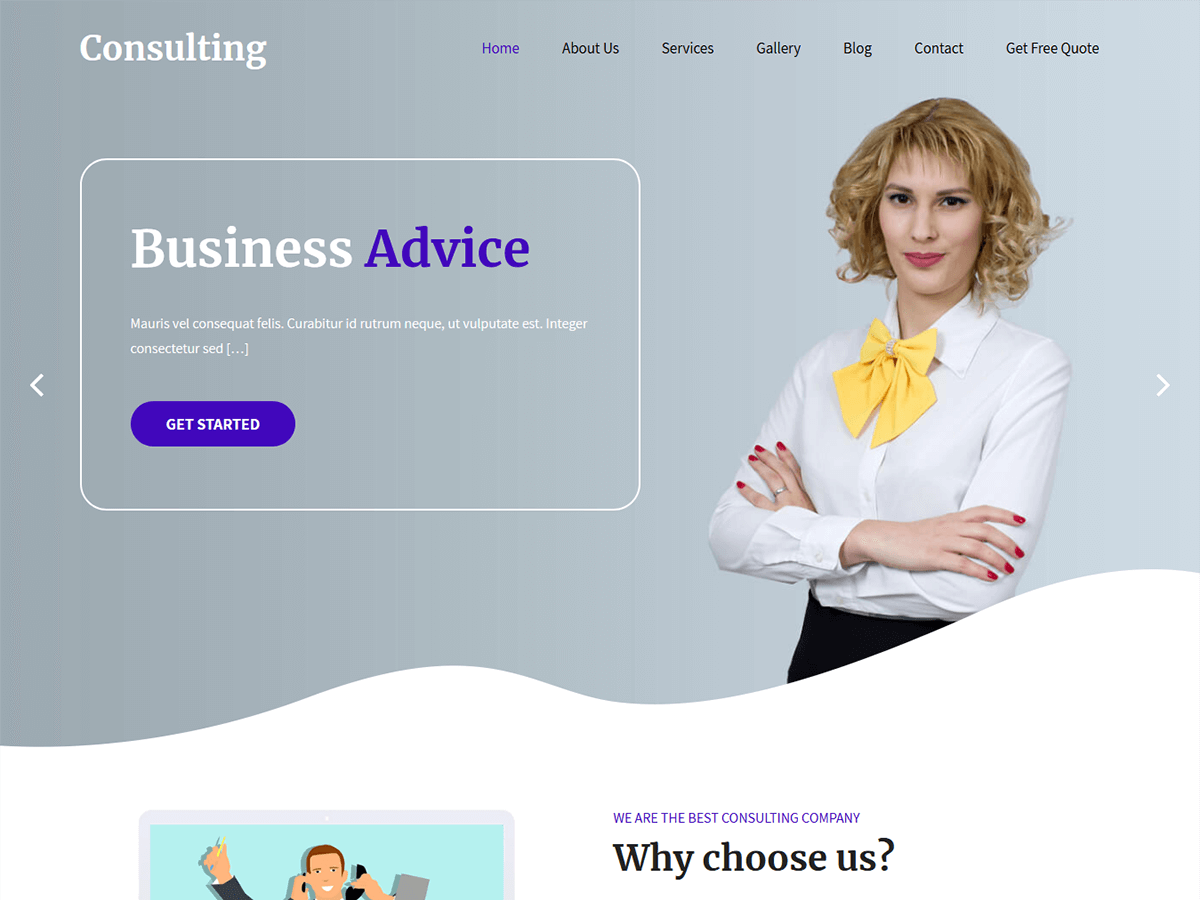 Consulting
Home About Us Services Gallery Blog Contact Get Free Quote
Business Advice
Mauris vel consequat felis. Curabitur id rutrum neque, ut vulputate est. Integer
consectetur sed […]
GET STARTED
WE ARE THE BEST CONSULTING COMPANY
Why choose us?